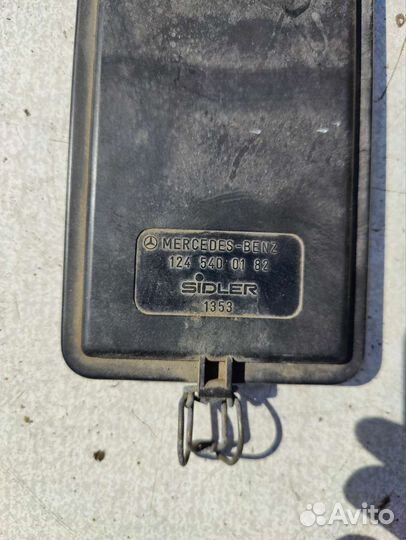 MERCEDES-BENZ
124 540 01 82
SIDLER
1353
Avito